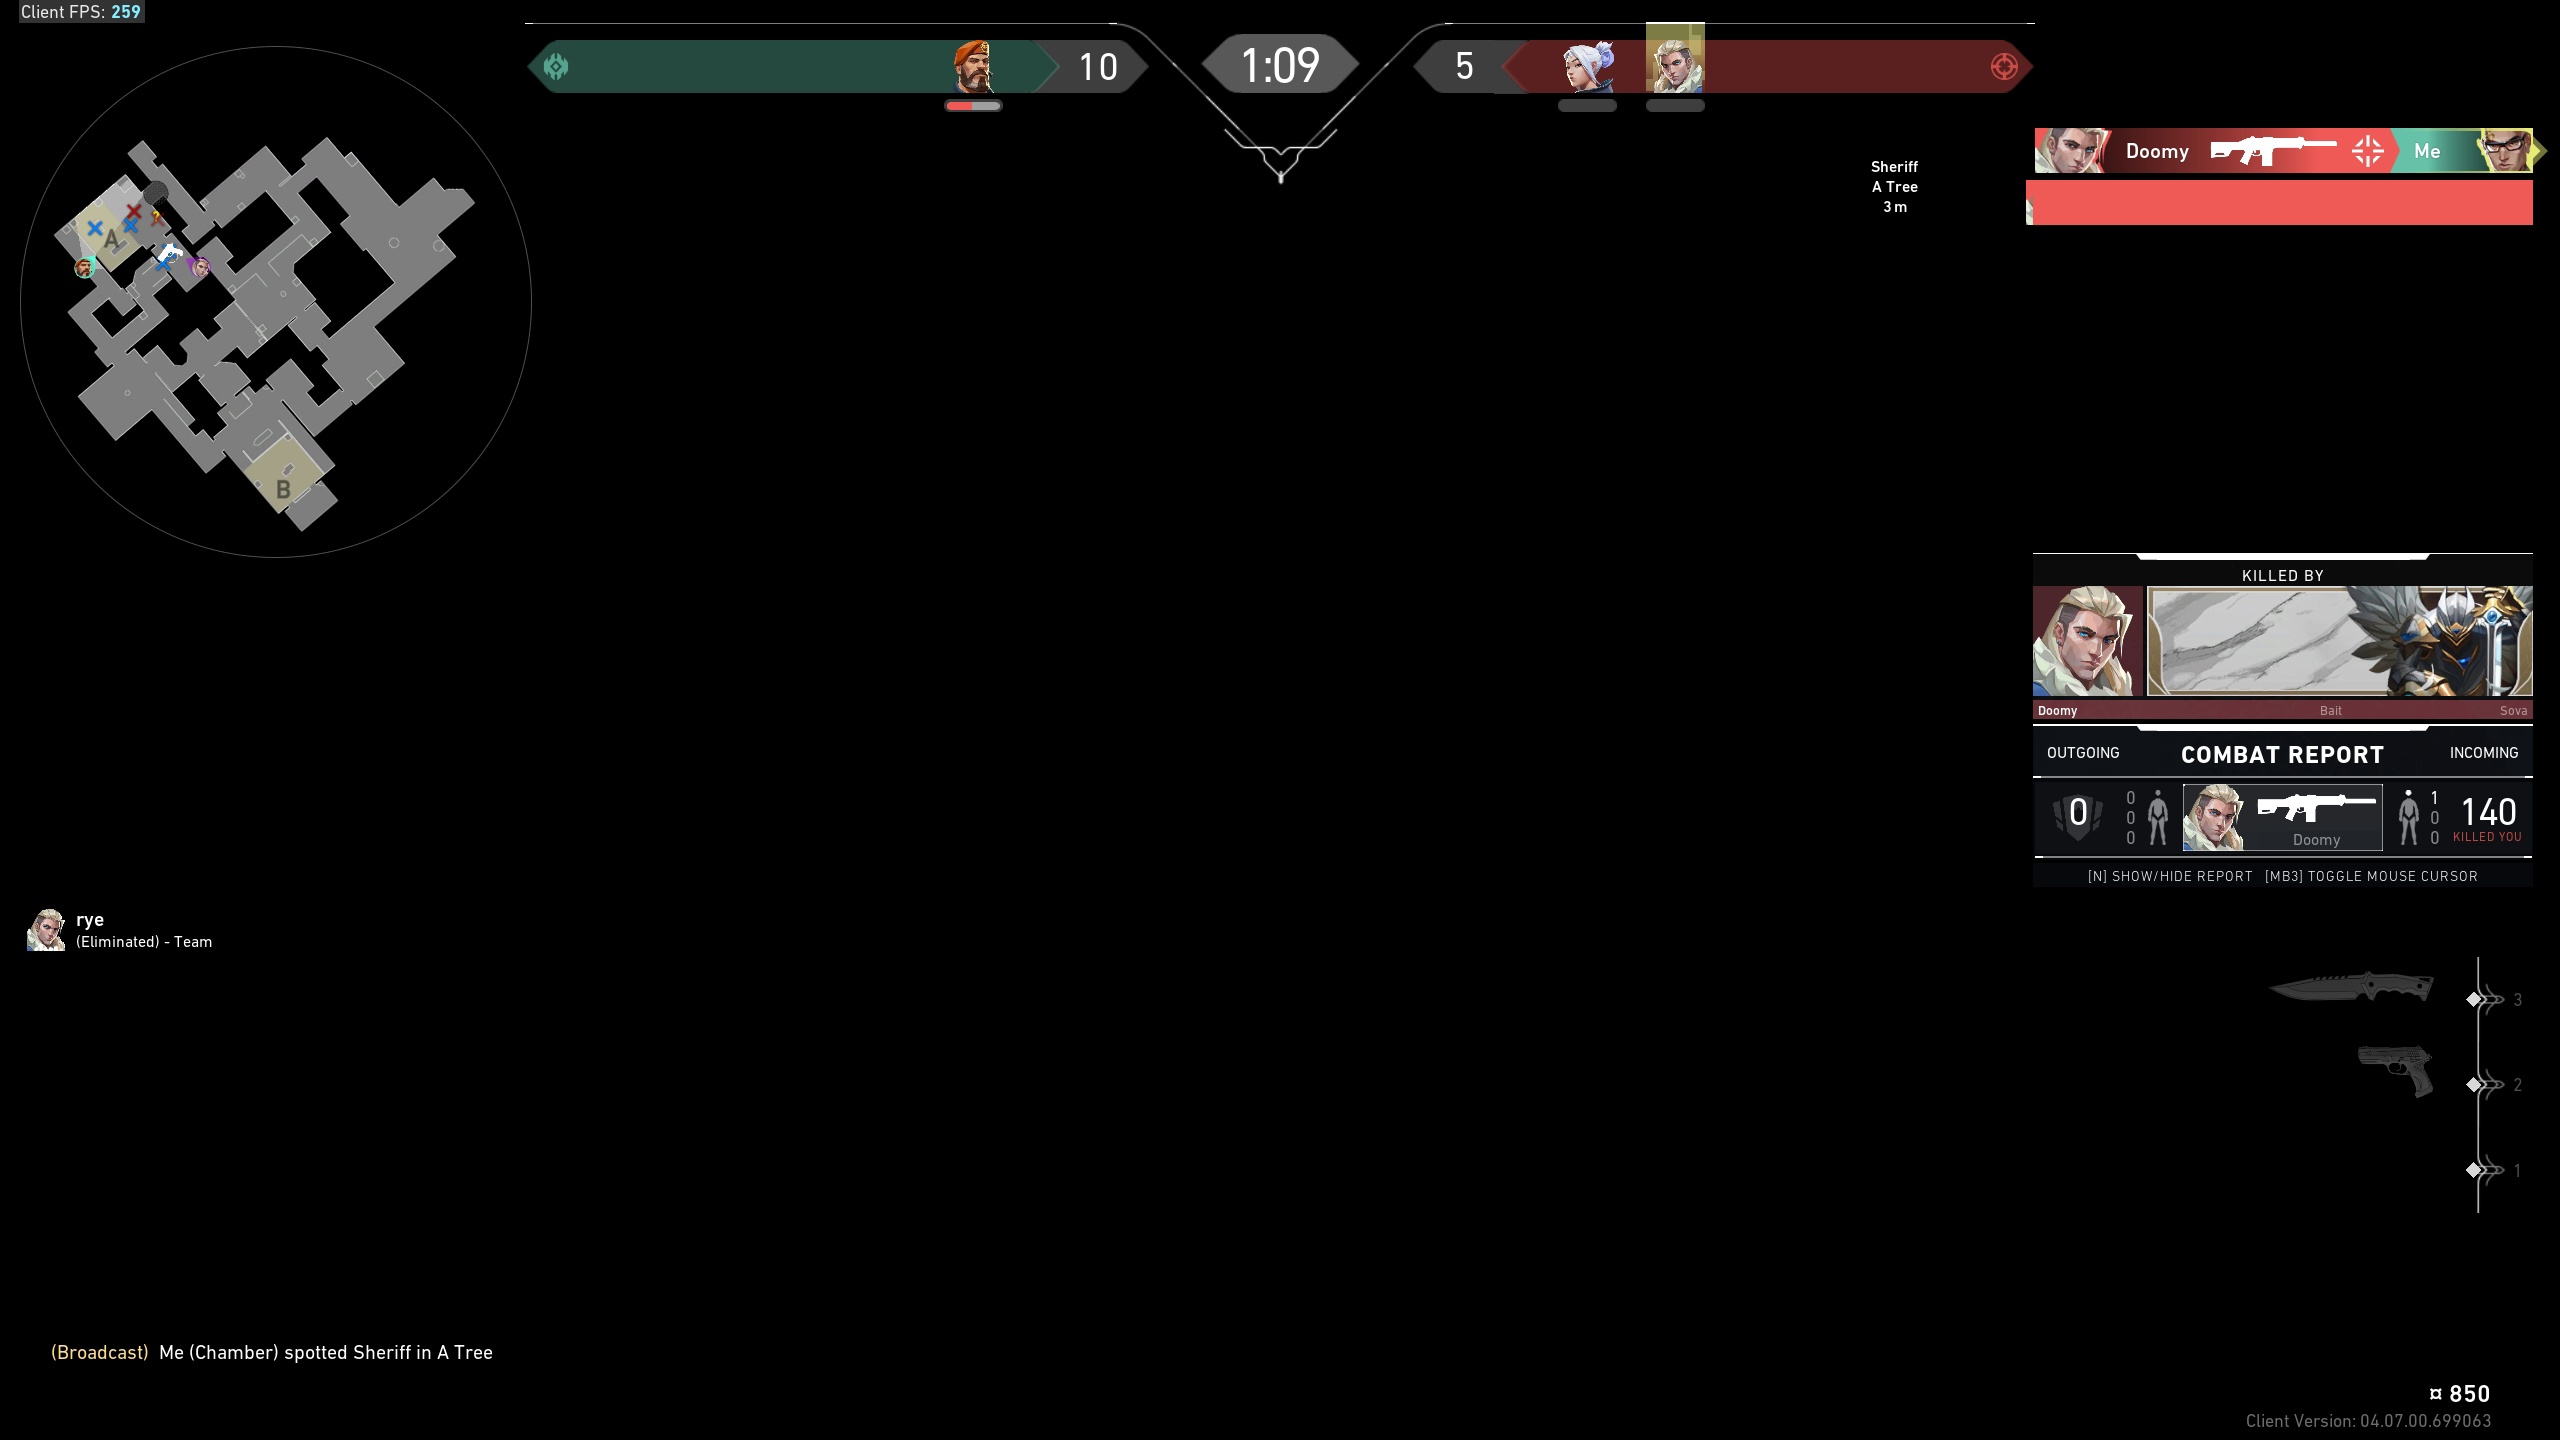 Client FPS: 259
10
1:09
5
Sheriff
A Tree
3 m
Doomy
Me
A
B
KILLED BY
Doomy Bait Sova
OUTGOING COMBAT REPORT INCOMING
0
0
0
0
Doomy
1
0
0
140
KILLED YOU
[N] SHOW/HIDE REPORT [MB3] TOGGLE MOUSE CURSOR
rye
(Eliminated) - Team
3
2
1
(Broadcast) Me (Chamber) spotted Sheriff in A Tree
¤ 850
Client Version: 04.07.00.699063